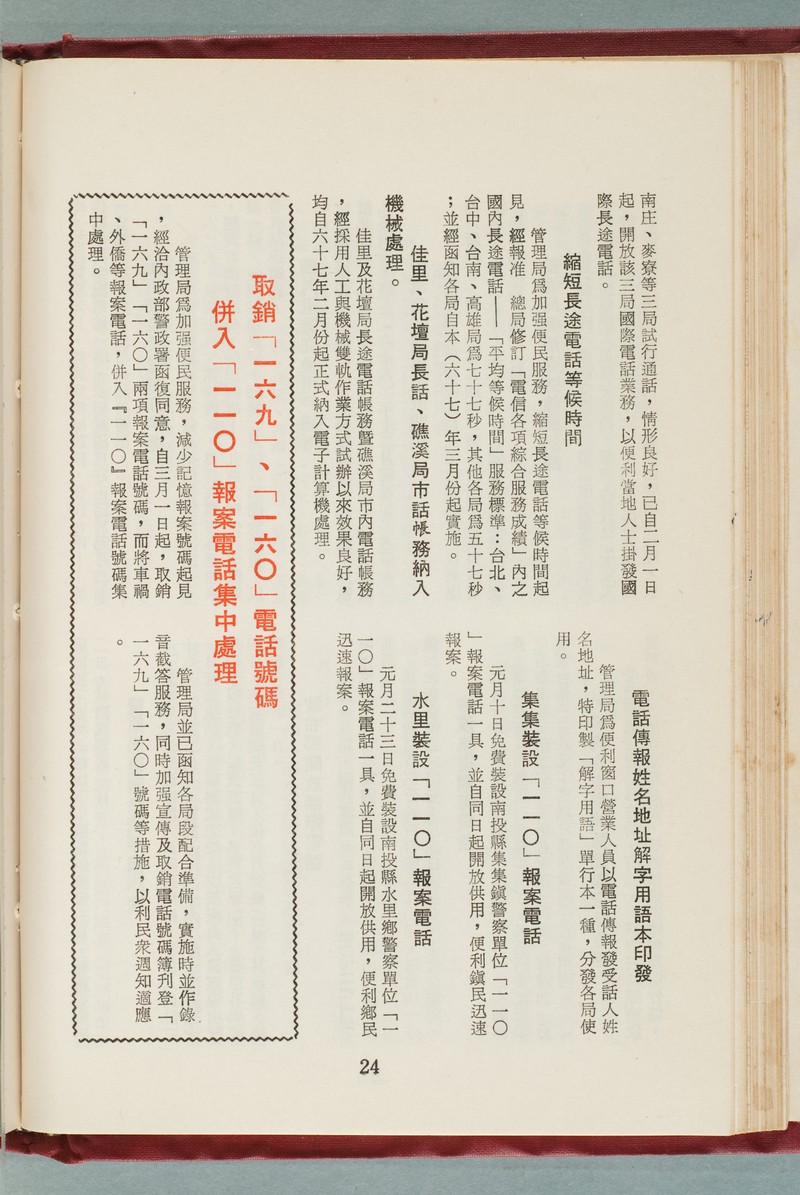 南庄、麥寮等三局試行通話，情形良好，已自二月一日
起，開放該三局國際電話業務，以便利當地人士掛發國
際長途電話。
縮短長途電話等候時間
管理局爲加强便民服務，縮短長途電話等候時間起
見，經報准　總局修訂「電信各項綜合服務成績」內之
國內長途電話——「平均等候時間」服務標準：台北、
台中、台南、高雄局爲七十七秒，其他各局爲五十七秒
；並經函知各局自本（六十七）年三月份起實施。
佳里、花壇局長話、礁溪局市話帳務納入
機械處理。
佳里及花壇局長途電話帳務暨礁溪局市內電話帳務
，經採用人工與機械雙軌作業方式試辦以來效果良好，
均自六十七年二月份起正式納入電子計算機處理。
電話傳報姓名地址解字用語本印發
管理局爲便利窗口營業人員以電話傳報發受話人姓
名地址，特印製「解字用語」單行本一種，分發各局使
用。
集集裝設「一一〇」報案電話
元月十日免費裝設南投縣集集鎭警察單位「一一〇
」報案電話一具，並自同日起開放供用，便利鎭民迅速
報案。
水里裝設「一一〇」報案電話
元月二十三日免費裝設南投縣水里鄉警察單位「一
一〇」報案電話一具，並自同日起開放供用，便利鄉民
迅速報案。
取銷「一六九」、「一六〇」電話號碼
併入「一一〇」報案電話集中處理
管理局爲加强便民服務，減少記憶報案號碼起見
，經洽內政部警政署函復同意，自三月一日起，取銷
「一六九」「一六〇」兩項報案電話號碼，而將車禍
、外僑等報案電話，併入『一一〇』報案電話號碼集
中處理。
管理局並已函知各局段配合準備，實施時並作錄
音截答服務，同時加强宣傳及取銷電話號碼簿刋登「
一六九」「一六〇」號碼等措施，以利民衆週知適應
。
24